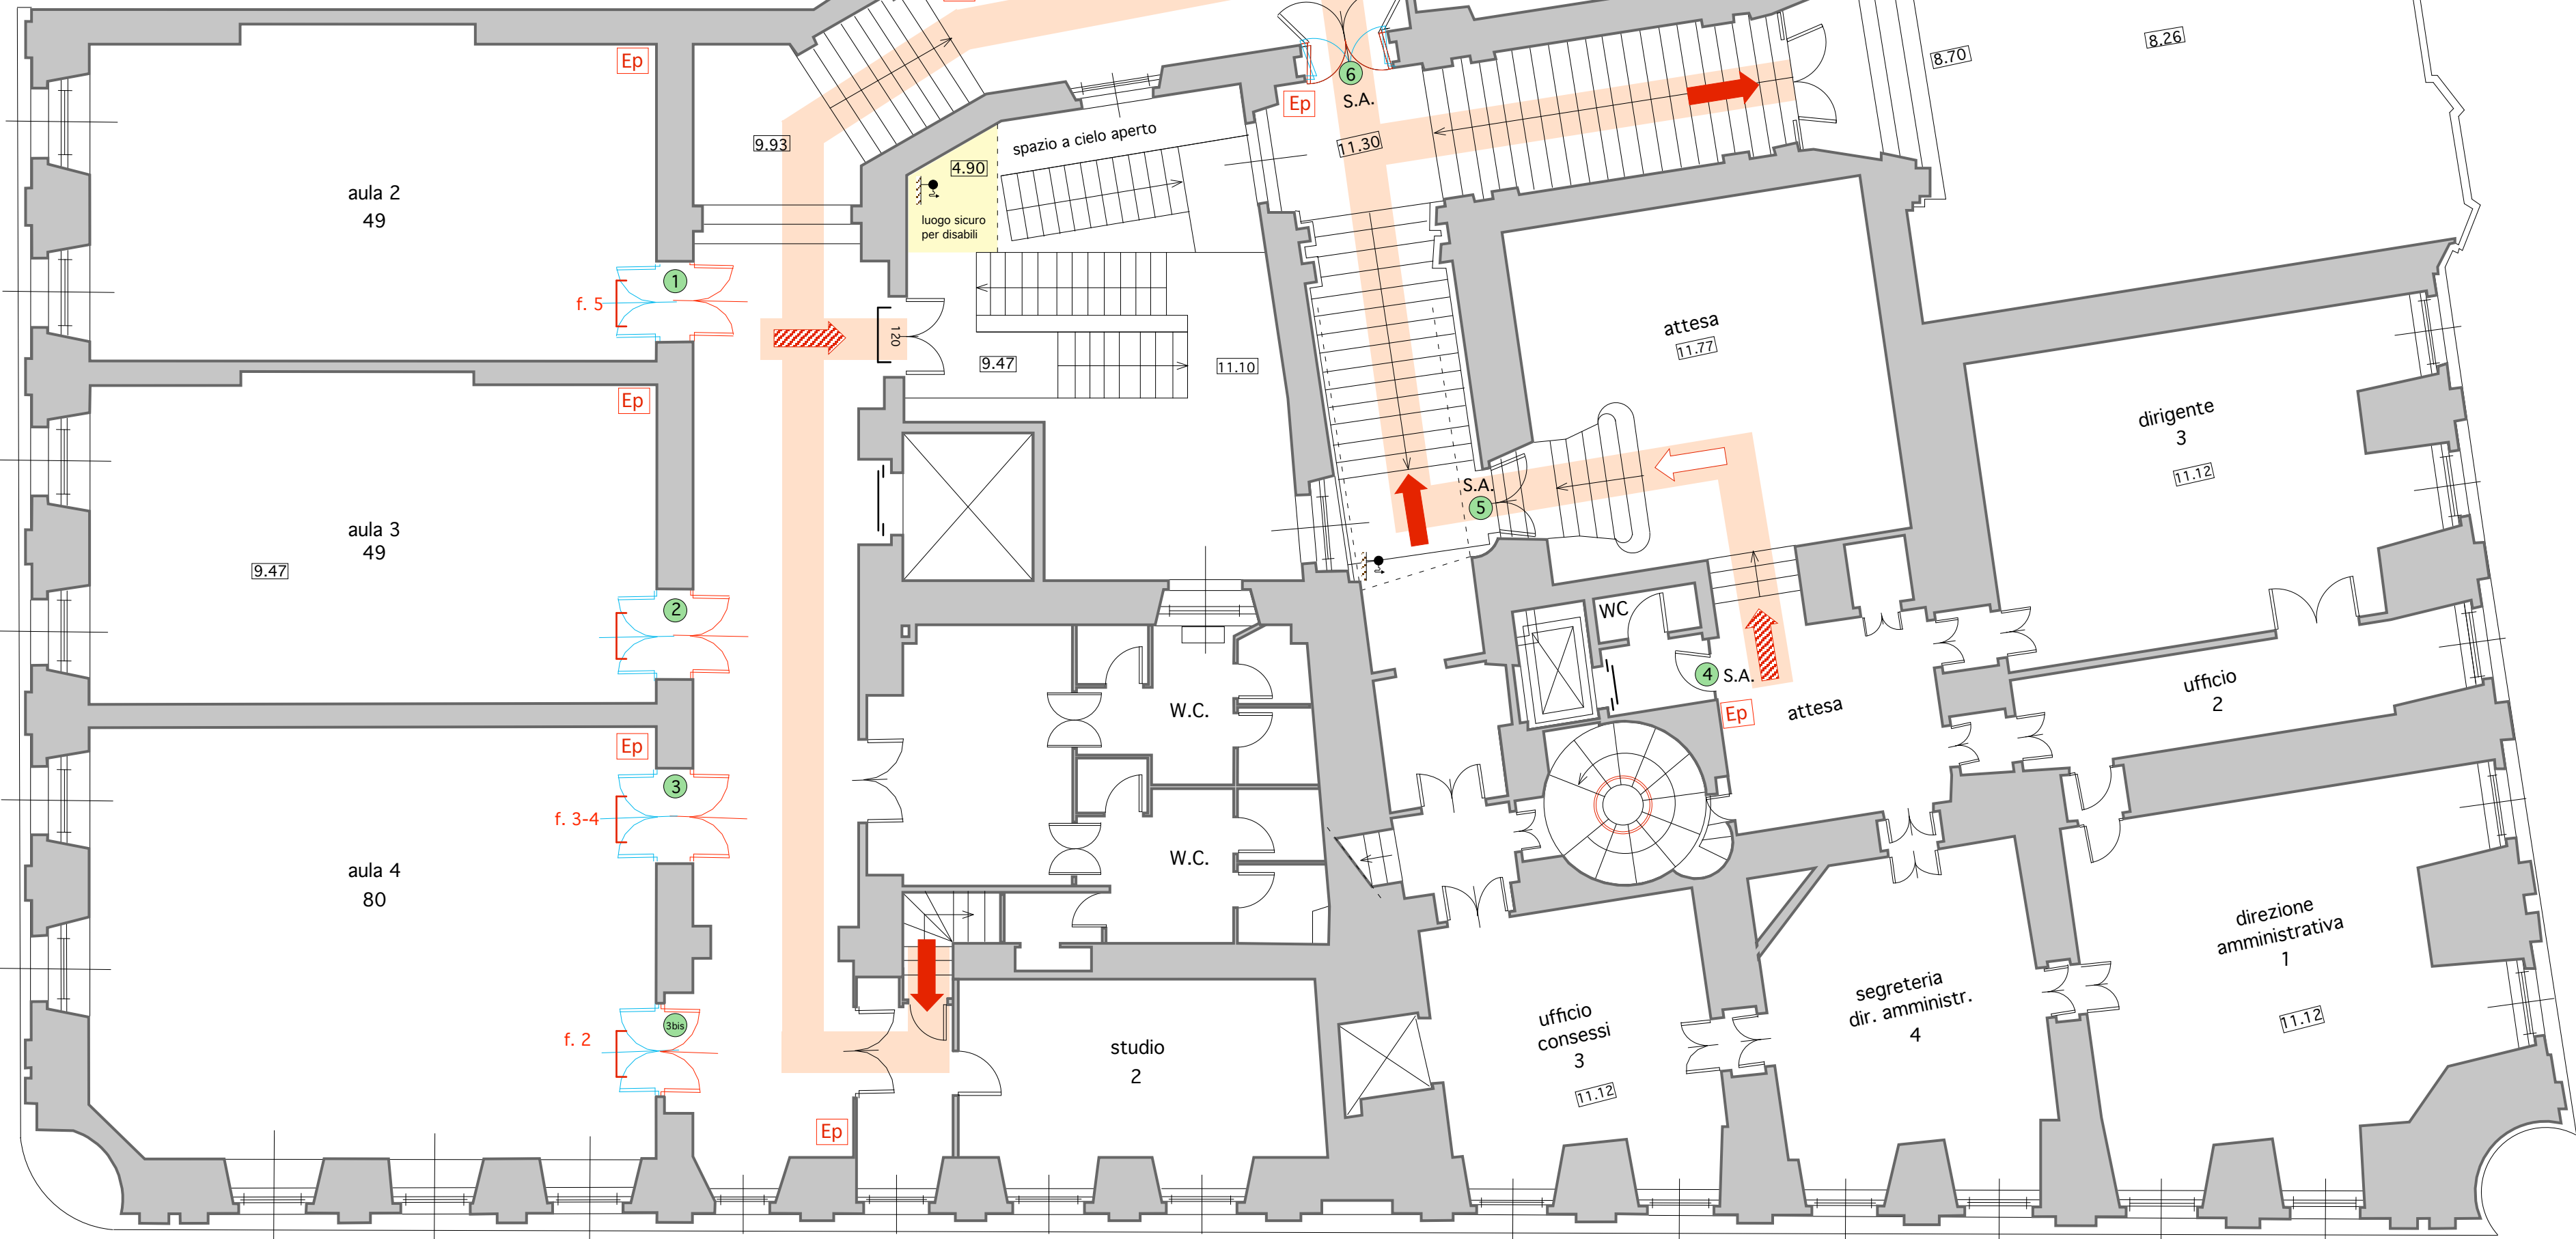 Ep
aula 2
49
1
f. 5
Ep
aula 3
49
9.47
2
Ep
3
f. 3-4
aula 4
80
3bis
f. 2
Ep
9.93
120
spazio a cielo aperto
4.90
luogo sicuro
per disabili
9.47
11.10
W.C.
W.C.
studio
2
6
Ep
S.A.
11.30
8.70
8.26
attesa
11.77
S.A.
5
WC
4
S.A.
Ep
attesa
dirigente
3
11.12
ufficio
2
direzione
amministrativa
1
11.12
segreteria
dir. amministr.
4
ufficio
consessi
3
11.12